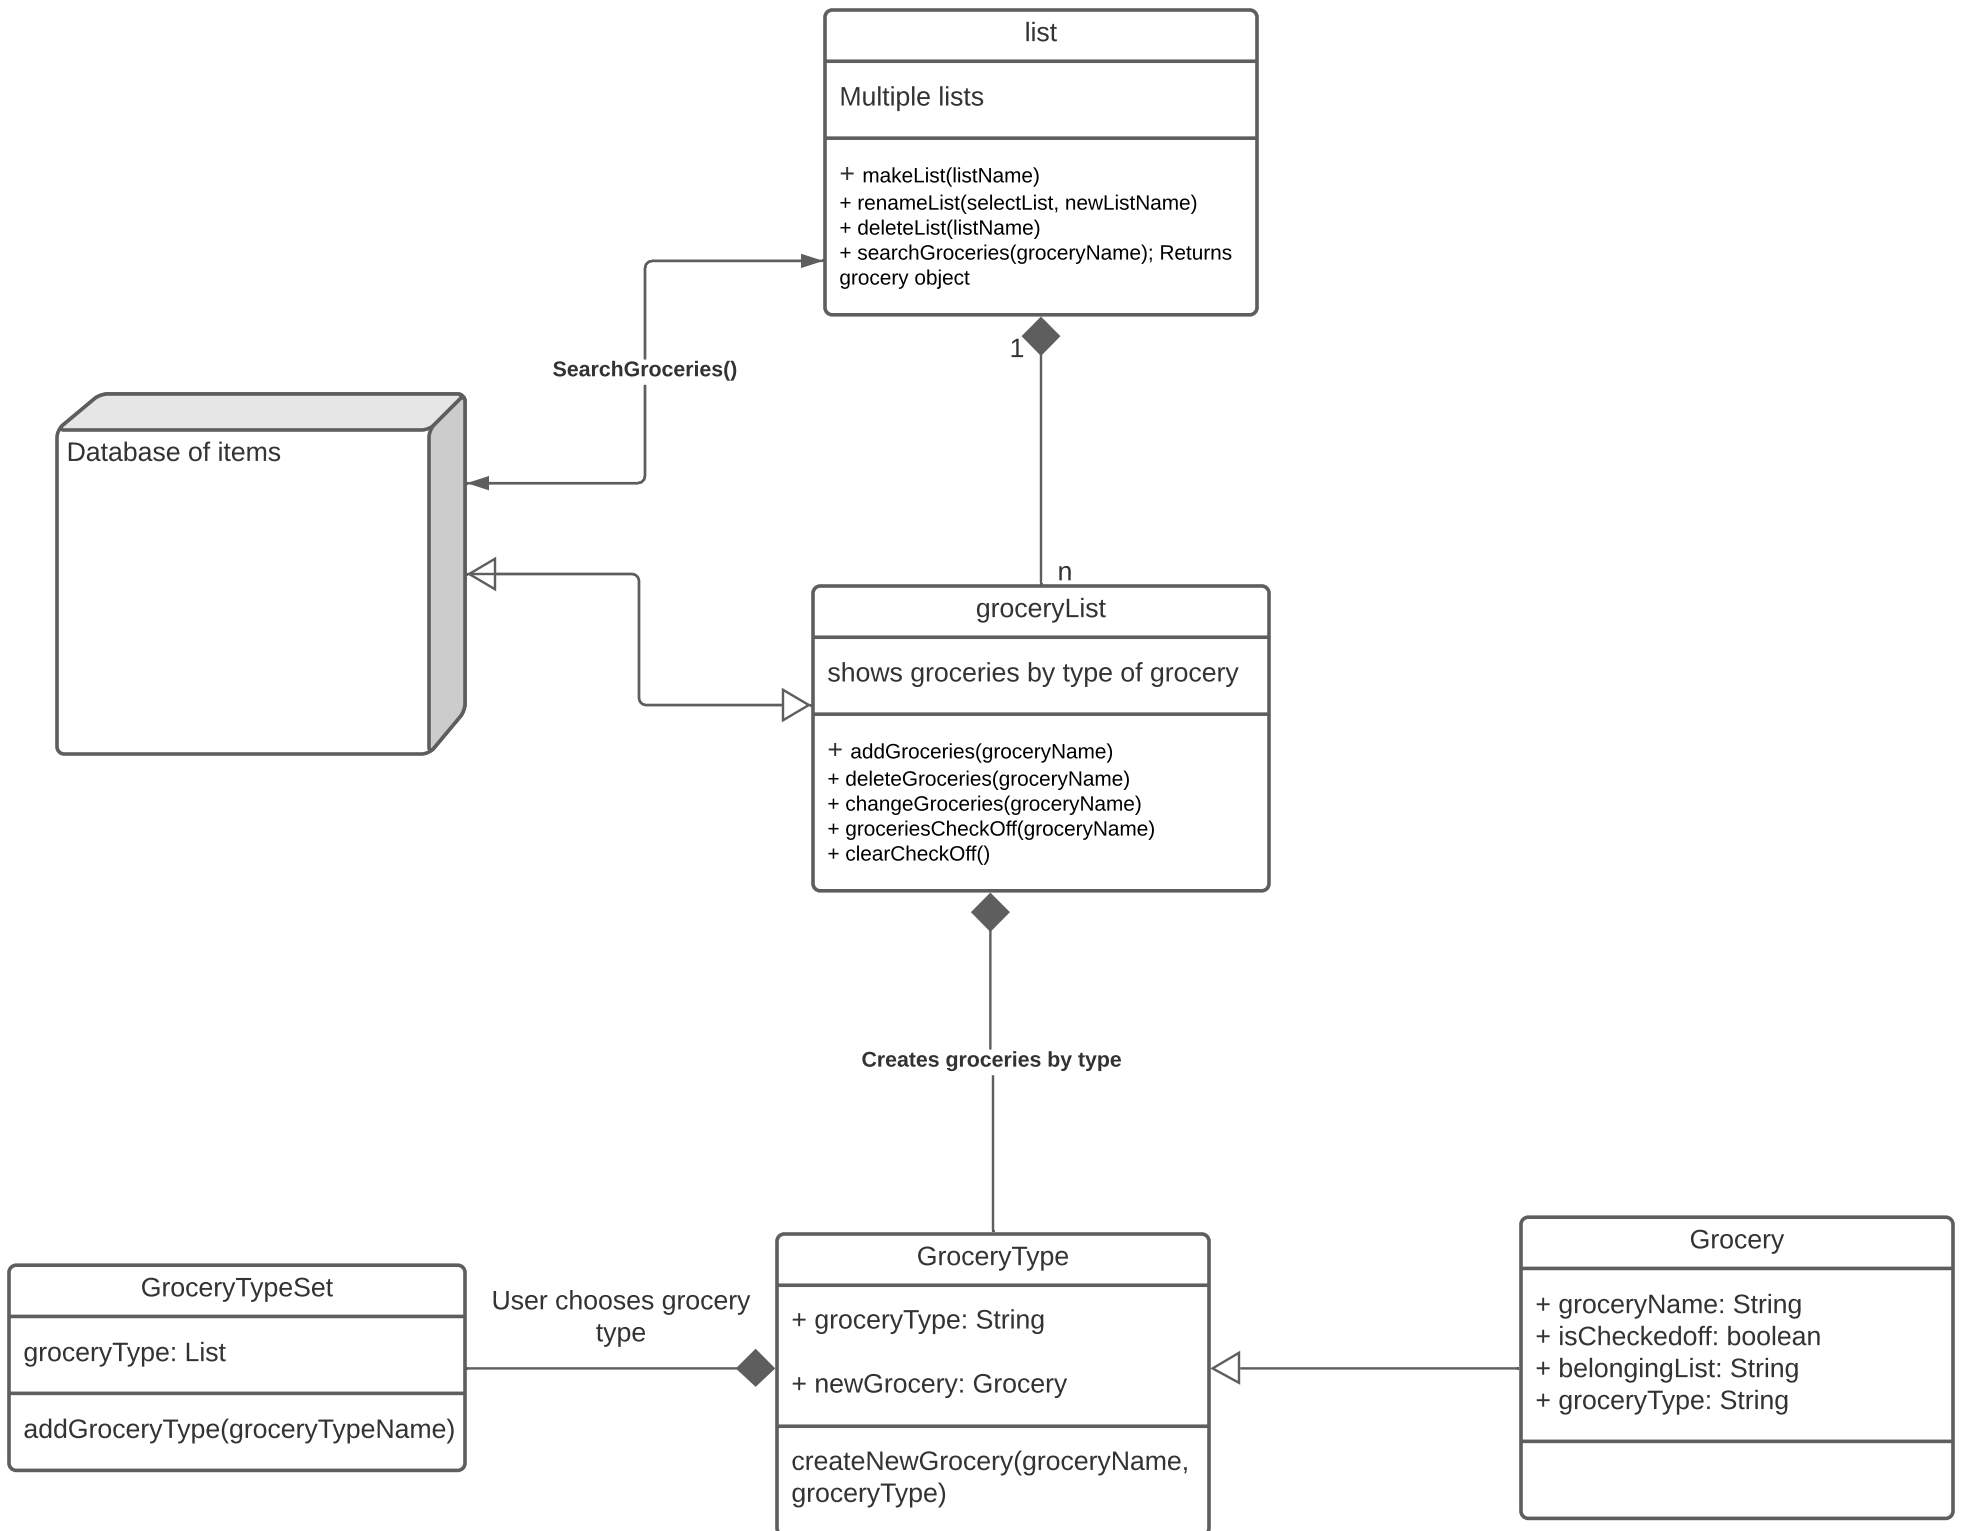 list
Multiple lists
+ makeList(listName)
+ renameList(selectList, newListName)
+ deleteList(listName)
+ searchGroceries(groceryName); Returns
grocery object
1
SearchGroceries()
Database of items
n
groceryList
shows groceries by type of grocery
+ addGroceries(groceryName)
+ deleteGroceries(groceryName)
+ changeGroceries(groceryName)
+ groceriesCheckOff(groceryName)
+ clearCheckOff()
Creates groceries by type
GroceryTypeSet
groceryType: List
addGroceryType(groceryTypeName)
User chooses grocery
type
GroceryType
+ groceryType: String
+ newGrocery: Grocery
createNewGrocery(groceryName,
groceryType)
Grocery
+ groceryName: String
+ isCheckedoff: boolean
+ belongingList: String
+ groceryType: String